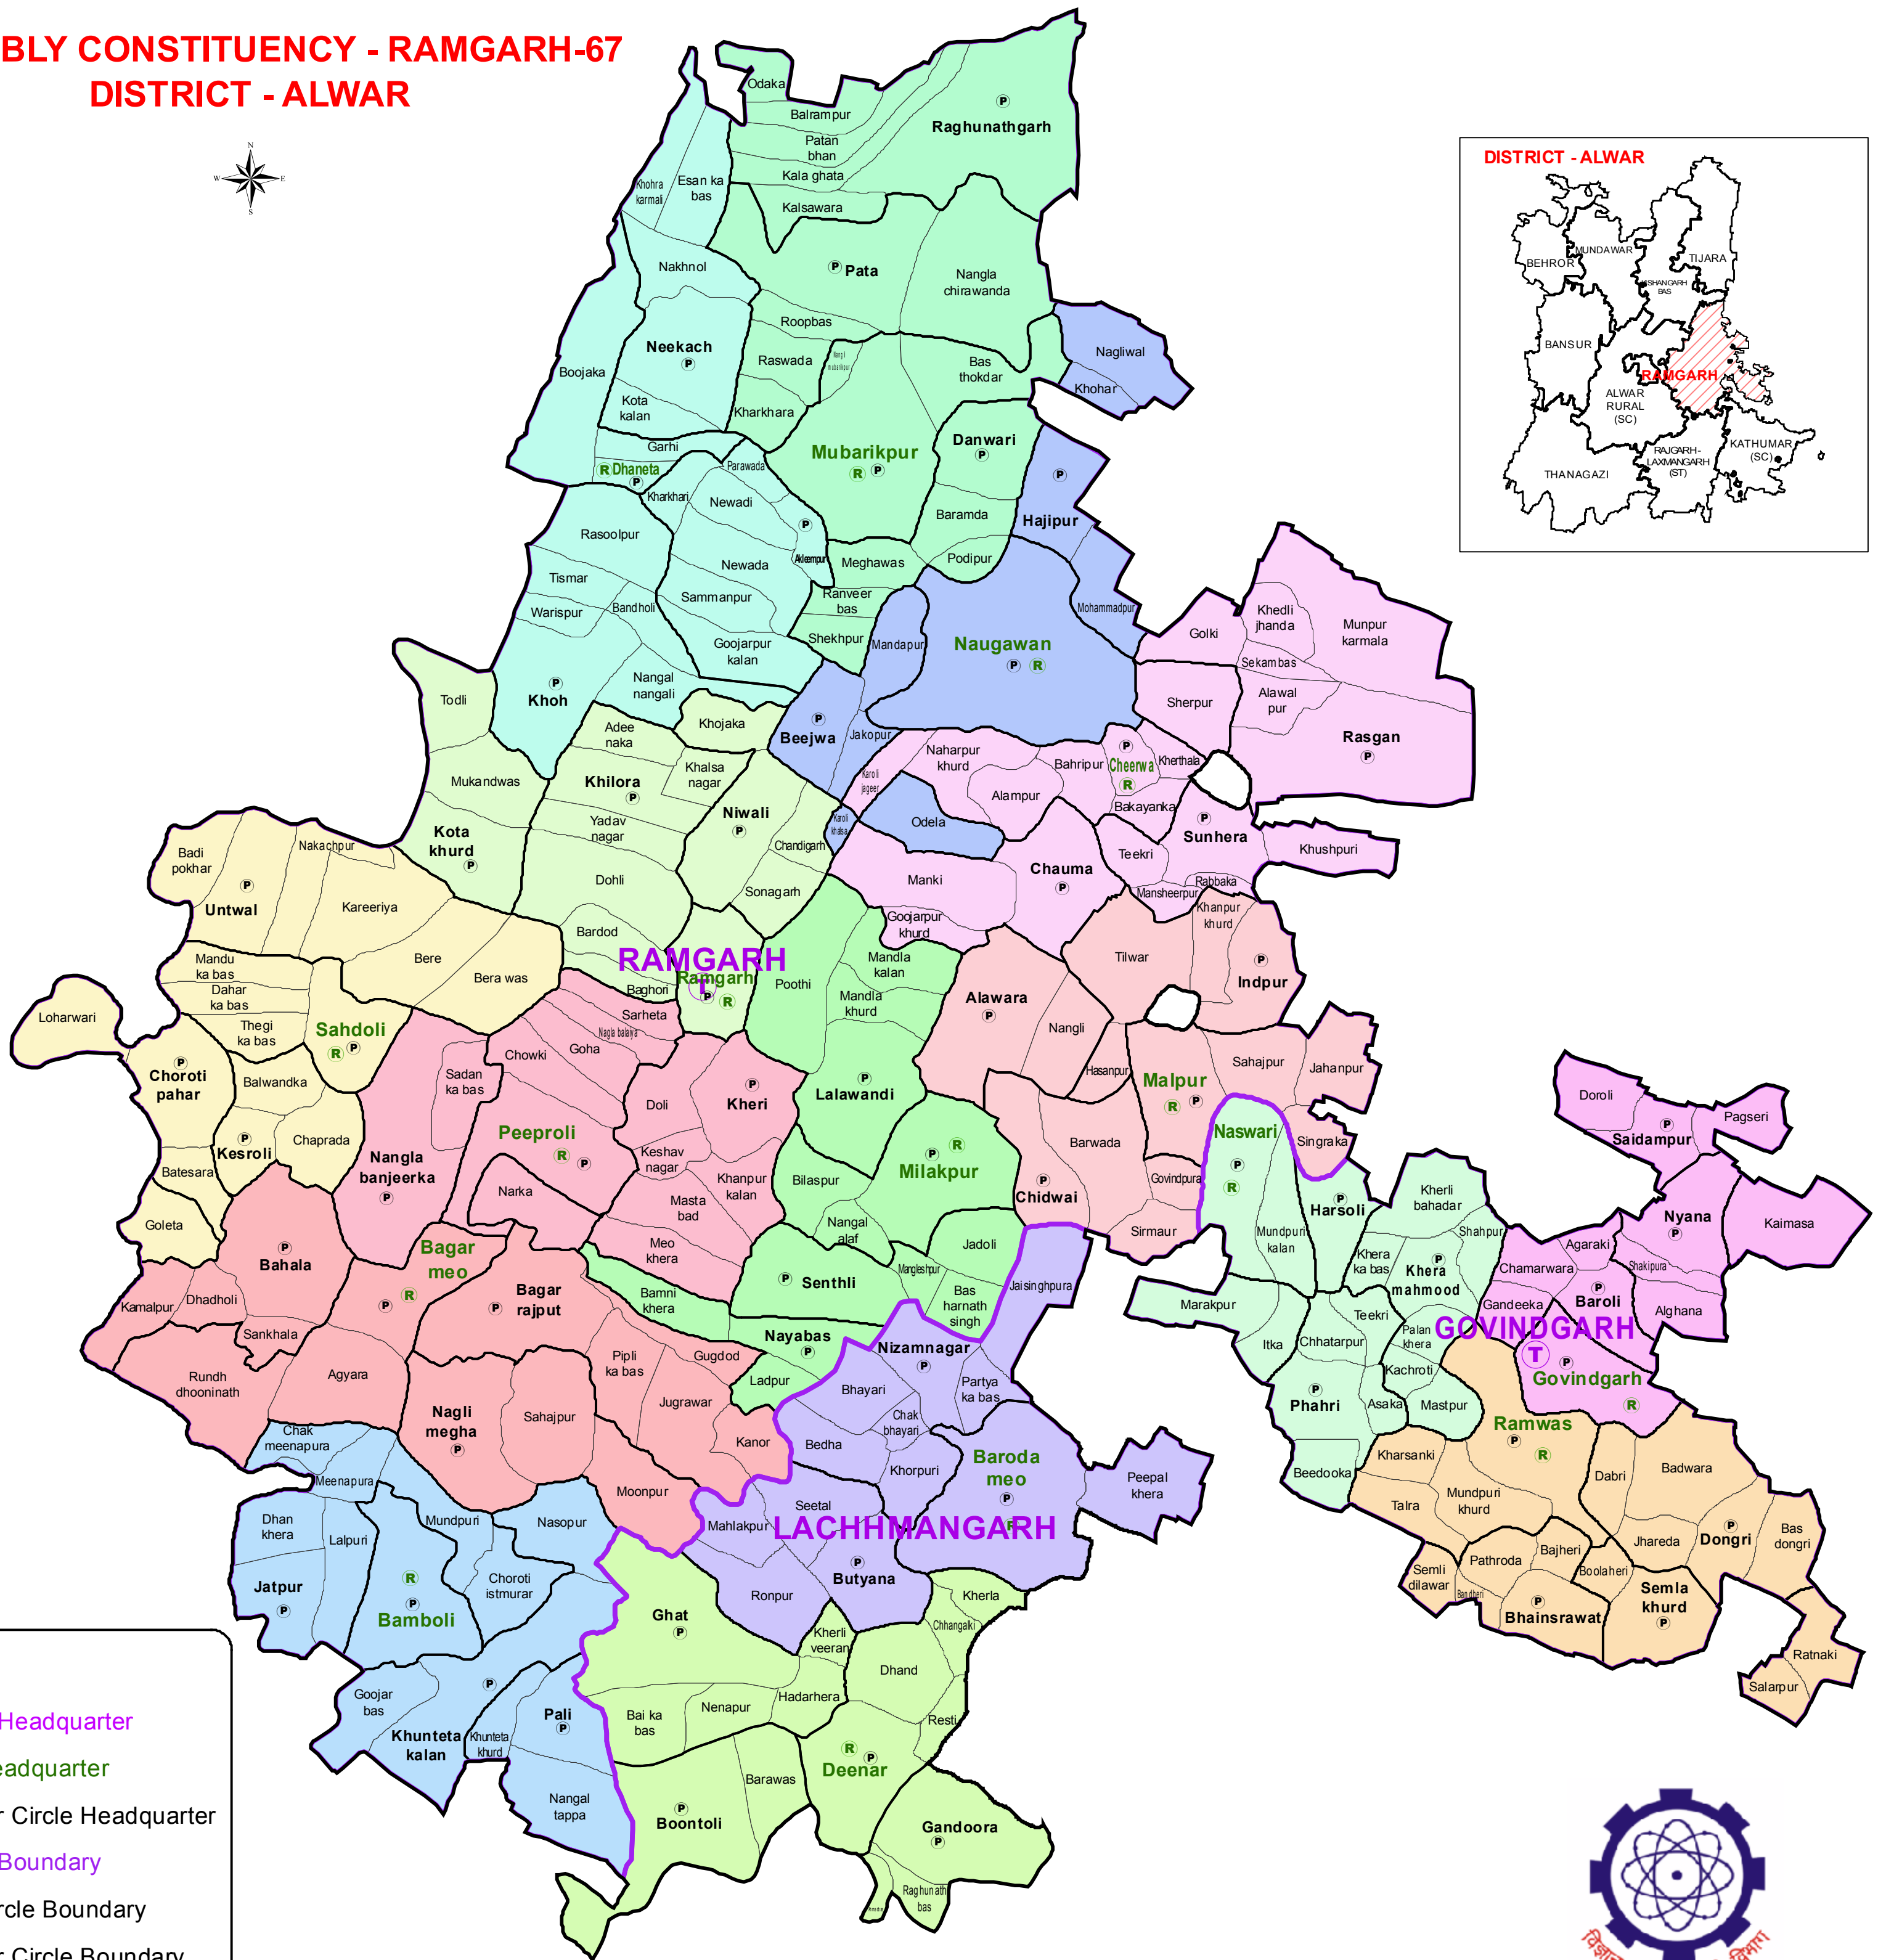 BLY CONSTITUENCY - RAMGARH-67
DISTRICT - ALWAR
N
W
E
S
DISTRICT - ALWAR
BEHROR
MUNDAWAR
TIJARA
ISHANGARH
BAS
BANSUR
RAMGARH
ALWAR
RURAL
(SC)
KATHUMAR
(SC)
RAJGARH-
LAXMANGARH
(ST)
THANAGAZI
Odaka
Balrampur
Patan
bhan
Kala ghata
Raghunathgarh
Khohra
karmali
Esan ka
bas
Kalsawara
Nakhnol
Pata
Nangla
chirawanda
Roopbas
Neekach
Raswada
Bas
thokdar
Nagliwal
Khohar
Boojaka
Kota
kalan
Kharkhara
Garhi
R Dhaneta
Mubarikpur
Danwari
Parawada
Kharkhari
Newadi
Hajipur
Baramda
Rasoolpur
Newada
Akleempur
Meghawas
Podipur
Tismar
Sammanpur
Ranveer
bas
Mohammadpur
Warispur
Bandholi
Shekhpur
Mandapur
Naugawan
Golki
Khedli
jhanda
Munpur
karmala
Goojarpur
kalan
Sekambas
Todli
Khoh
Nangal
nangali
Sherpur
Alawal
pur
Rasgan
Adee
naka
Khojaka
Beejwa
Jakopur
Naharpur
khurd
Bahripur
Cheerwa
Kherthala
Mukandwas
Khilora
Khalsa
nagar
Karoli
jageer
Alampur
Bakayanka
Niwali
Karoli
khalsa
Odela
Sunhera
Khushpuri
Kota
khurd
Yadav
nagar
Chandigarh
Teekri
Badi
pokhar
Nakachpur
Dohli
Sonagarh
Manki
Chauma
Mansheerpur
Rabbaka
Untwal
Kareeriya
Bardod
Goojarpur
khurd
Khanpur
khurd
Mandu
ka bas
Bere
Bera was
RAMGARH
Ramgarh
T
Baghori
Poothi
Mandla
kalan
Tilwar
Indpur
Dahar
ka bas
Mandla
khurd
Alawara
Loharwari
Thegi
ka bas
Sahdoli
Sarheta
Nagla balaiya
Goha
Chowki
Nangli
Choroti
pahar
Balwandka
Sadan
ka bas
Doli
Kheri
Lalawandi
Hasanpur
Malpur
Sahajpur
Jahanpur
Kesroli
Chaprada
Peeproli
Keshav
nagar
Barwada
Naswari
Singraka
Doroli
Saidampur
Pagseri
Batesara
Nangla
banjeerka
Narka
Khanpur
kalan
Bilaspur
Milakpur
Govindpura
Chidwai
Goleta
Masta
bad
Nangal
alaf
Sirmaur
Mundpuri
kalan
Harsoli
Kherli
bahadar
Nyana
Kaimasa
Bahala
Bagar
meo
Meo
khera
Jadoli
Shahpur
Khera
ka bas
Khera
mahmood
Agaraki
Chamarwara
Shakipura
Senthli
Mangleshpur
Jaisinghpura
Kamalpur
Dhadholi
Bagar
rajput
Bamni
khera
Bas
harnath
singh
Marakpur
Gandeeka
Baroli
Alghana
Sankhala
Nayabas
Nizamnagar
Itka
Chhatarpur
Teekri
Palan
khera
GOVINDGARH
T
Govindgarh
Rundh
dhooninath
Agyara
Pipli
ka bas
Gugdod
Ladpur
Bhayari
Partya
ka bas
Phahri
Asaka
Kachroti
Mastpur
Ramwas
Nagli
megha
Sahajpur
Jugrawar
Kanor
Chak
bhayari
Chak
meenapura
Bedha
Baroda
meo
Kharsanki
Dabri
Badwara
Meenapura
Moonpur
Khorpuri
Peepal
khera
Beedooka
Mundpuri
khurd
Talra
Dhan
khera
Lalpuri
Mundpuri
Nasopur
Mahlakpur
Seetal
LACHHMANGARH
Dongri
Bas
dongri
Jhareda
Bajheri
Pathroda
Semli
dilawar
Boolaheri
Jatpur
Bamboli
Choroti
istmurar
Ronpur
Butyana
Bandheri
Bhainsrawat
Semla
khurd
Ghat
Kherla
Chhangalki
Kherli
veeran
Dhand
Ratnaki
Salarpur
Goojar
bas
Khunteta
kalan
Khunteta
khurd
Pali
Bai ka
bas
Nenapur
Hadarhera
Resti
Deenar
Barawas
Nangal
tappa
Boontoli
Gandoora
Raghunath
bas
Headquarter
eadquarter
r Circle Headquarter
Boundary
rcle Boundary
r Circle Boundary